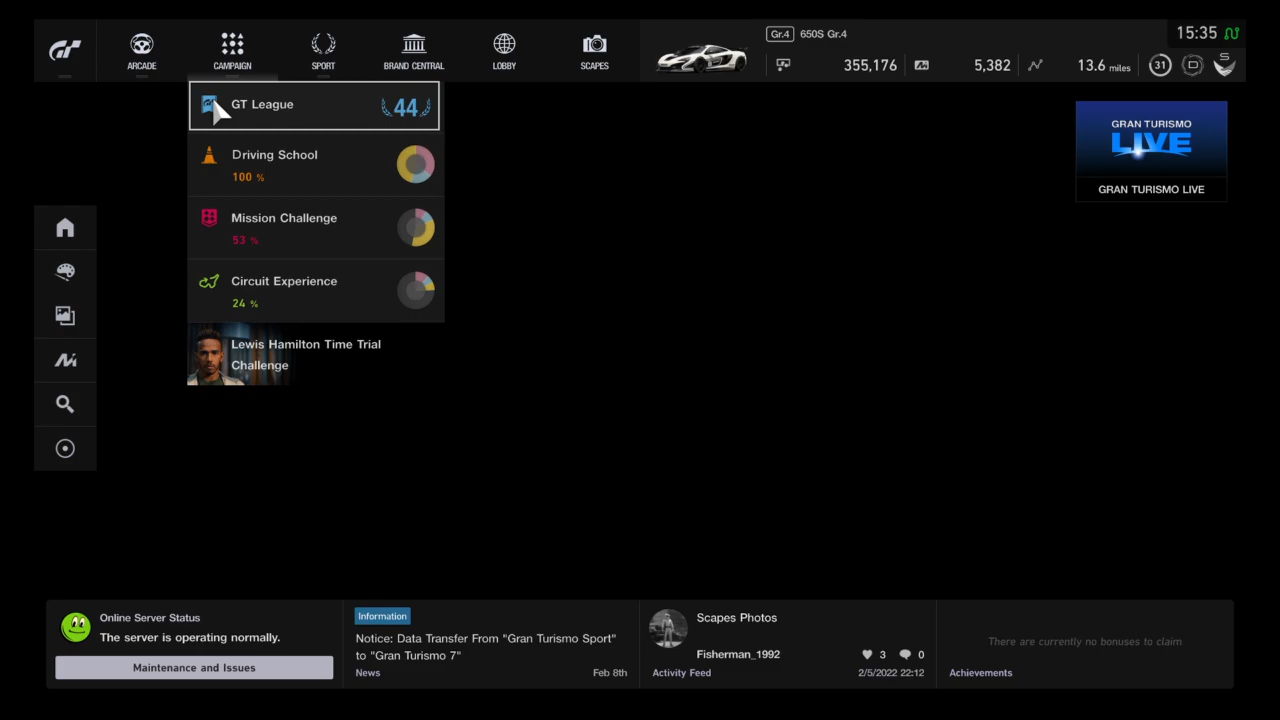 ARCADE
CAMPAIGN
SPORT
BRAND CENTRAL
LOBBY
SCAPES
Gr.4 650S Gr.4
355,176
5,382
13.6 miles
15:35
31
D
S
GT League
44
Driving School
100 %
Mission Challenge
53 %
Circuit Experience
24 %
Lewis Hamilton Time Trial
Challenge
GRAN TURISMO
LIVE
GRAN TURISMO LIVE
Online Server Status
The server is operating normally.
Maintenance and Issues
Information
Notice: Data Transfer From "Gran Turismo Sport"
to "Gran Turismo 7"
News
Feb 8th
Scapes Photos
Fisherman_1992
3
0
Activity Feed
2/5/2022 22:12
There are currently no bonuses to claim
Achievements